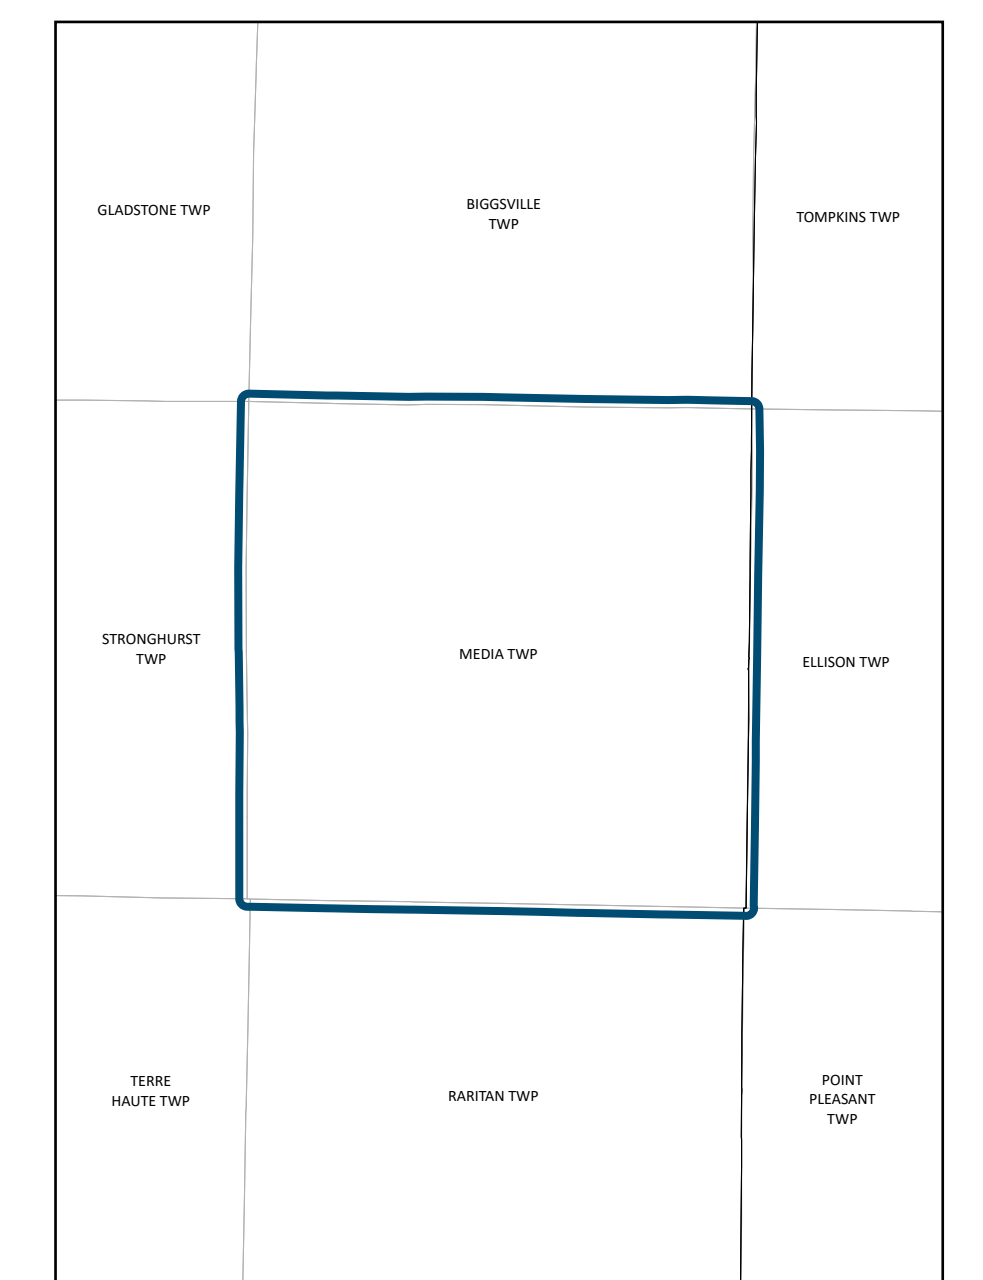 GLADSTONE TWP
BIGGSVILLE
TWP
TOMPKINS TWP
STRONGHURST
TWP
MEDIA TWP
ELLISON TWP
TERRE
HAUTE TWP
RARITAN TWP
POINT
PLEASANT
TWP